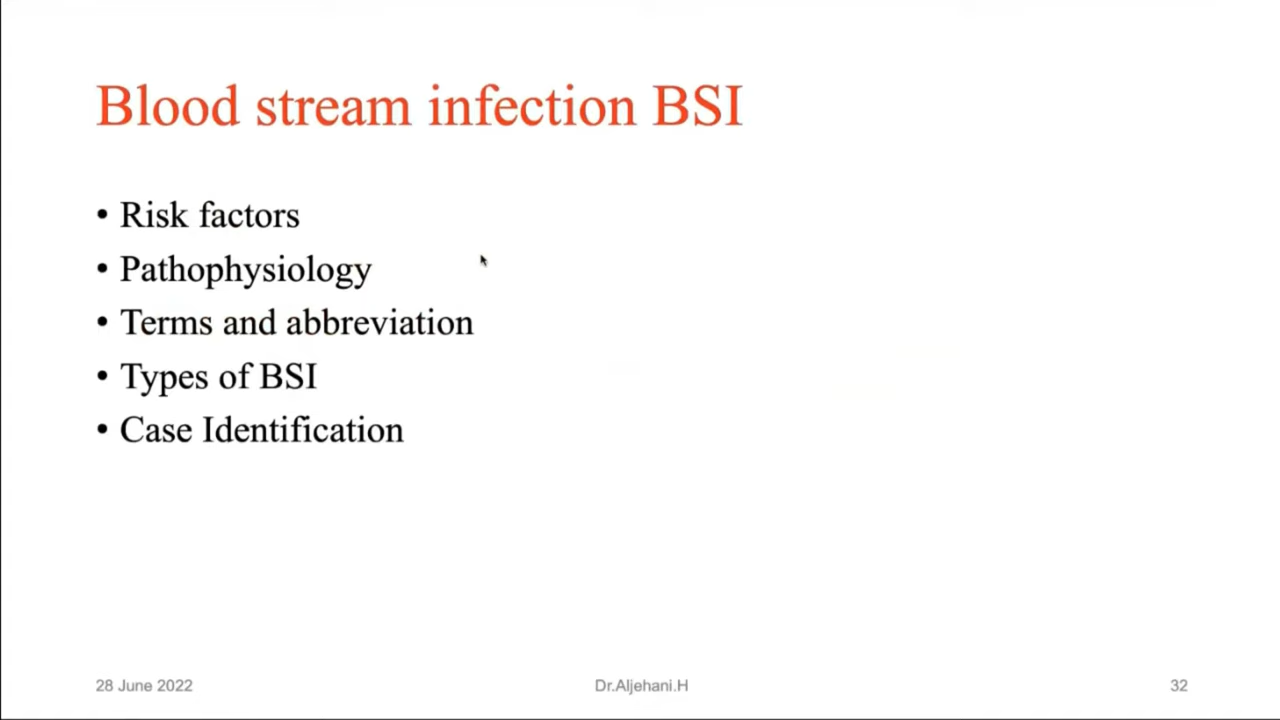 Blood stream infection BSI
• Risk factors
• Pathophysiology
• Terms and abbreviation
• Types of BSI
• Case Identification
28 June 2022
Dr.Aljehani.H
32